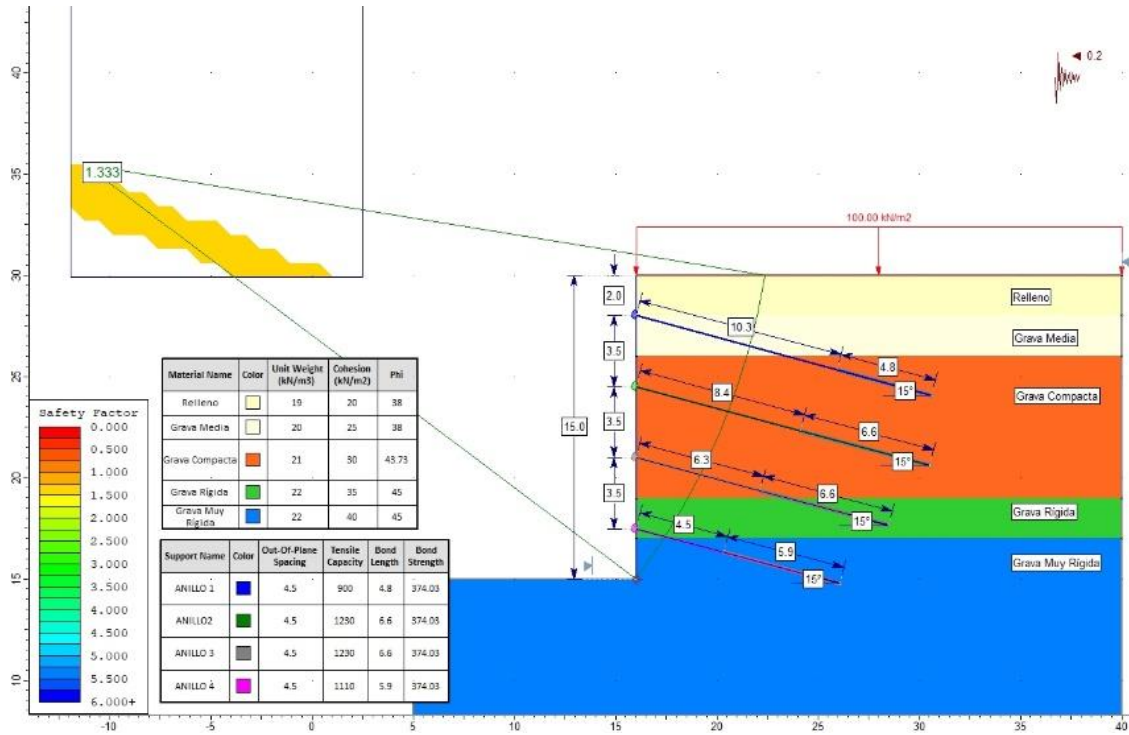 40
35
30
25
20
15
10
1.333
0.2
100.00 kN/m2
2.0
3.5
3.5
3.5
15.0
10.3
4.8
15°
8.4
6.6
15°
6.3
6.6
15°
4.5
5.9
15°
Relleno
Grava Media
Grava Compacta
Grava Rígida
Grava Muy Rígida
Material Name Color Unit Weight (kN/m3) Cohesion (kN/m2) Phi
Relleno 19 20 38
Grava Media 20 25 38
Grava Compacta 21 30 43.73
Grava Rígida 22 35 45
Grava Muy Rígida 22 40 45
Support Name Color Out-Of-Plane Spacing Tensile Capacity Bond Length Bond Strength
ANILLO 1 4.5 900 4.8 374.03
ANILLO2 4.5 1230 6.6 374.03
ANILLO 3 4.5 1230 6.6 374.03
ANILLO 4 4.5 1110 5.9 374.03
Safety Factor
0.000
0.500
1.000
1.500
2.000
2.500
3.000
3.500
4.000
4.500
5.000
5.500
6.000+
-10 -5 0 5 10 15 20 25 30 35 40